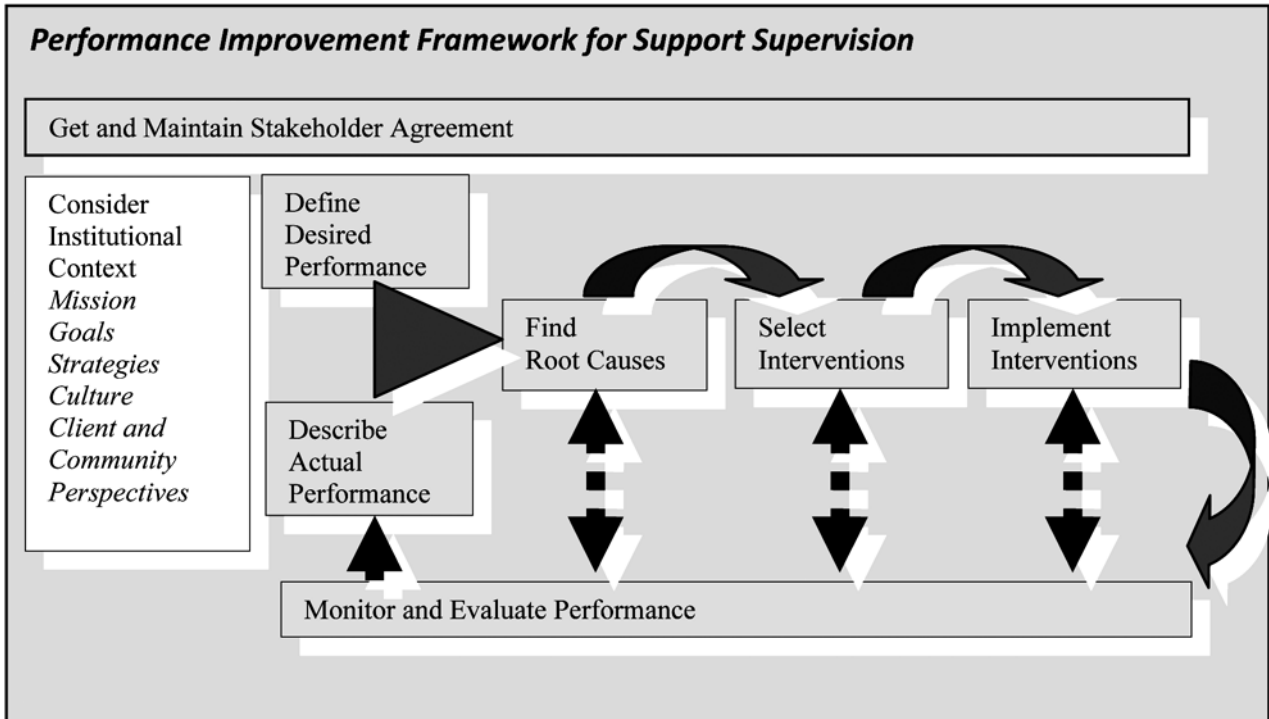 Performance Improvement Framework for Support Supervision
Get and Maintain Stakeholder Agreement
Consider
Institutional
Context
Mission
Goals
Strategies
Culture
Client and
Community
Perspectives
Define
Desired
Performance
Describe
Actual
Performance
Find
Root Causes
Select
Interventions
Implement
Interventions
Monitor and Evaluate Performance